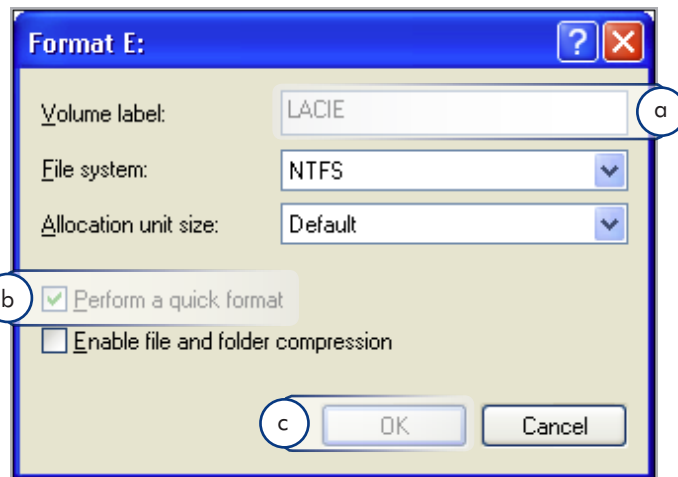 Format E:
?
Volume label: LACIE a
File system: NTFS
Allocation unit size: Default
b Perform a quick format
Enable file and folder compression
c OK Cancel